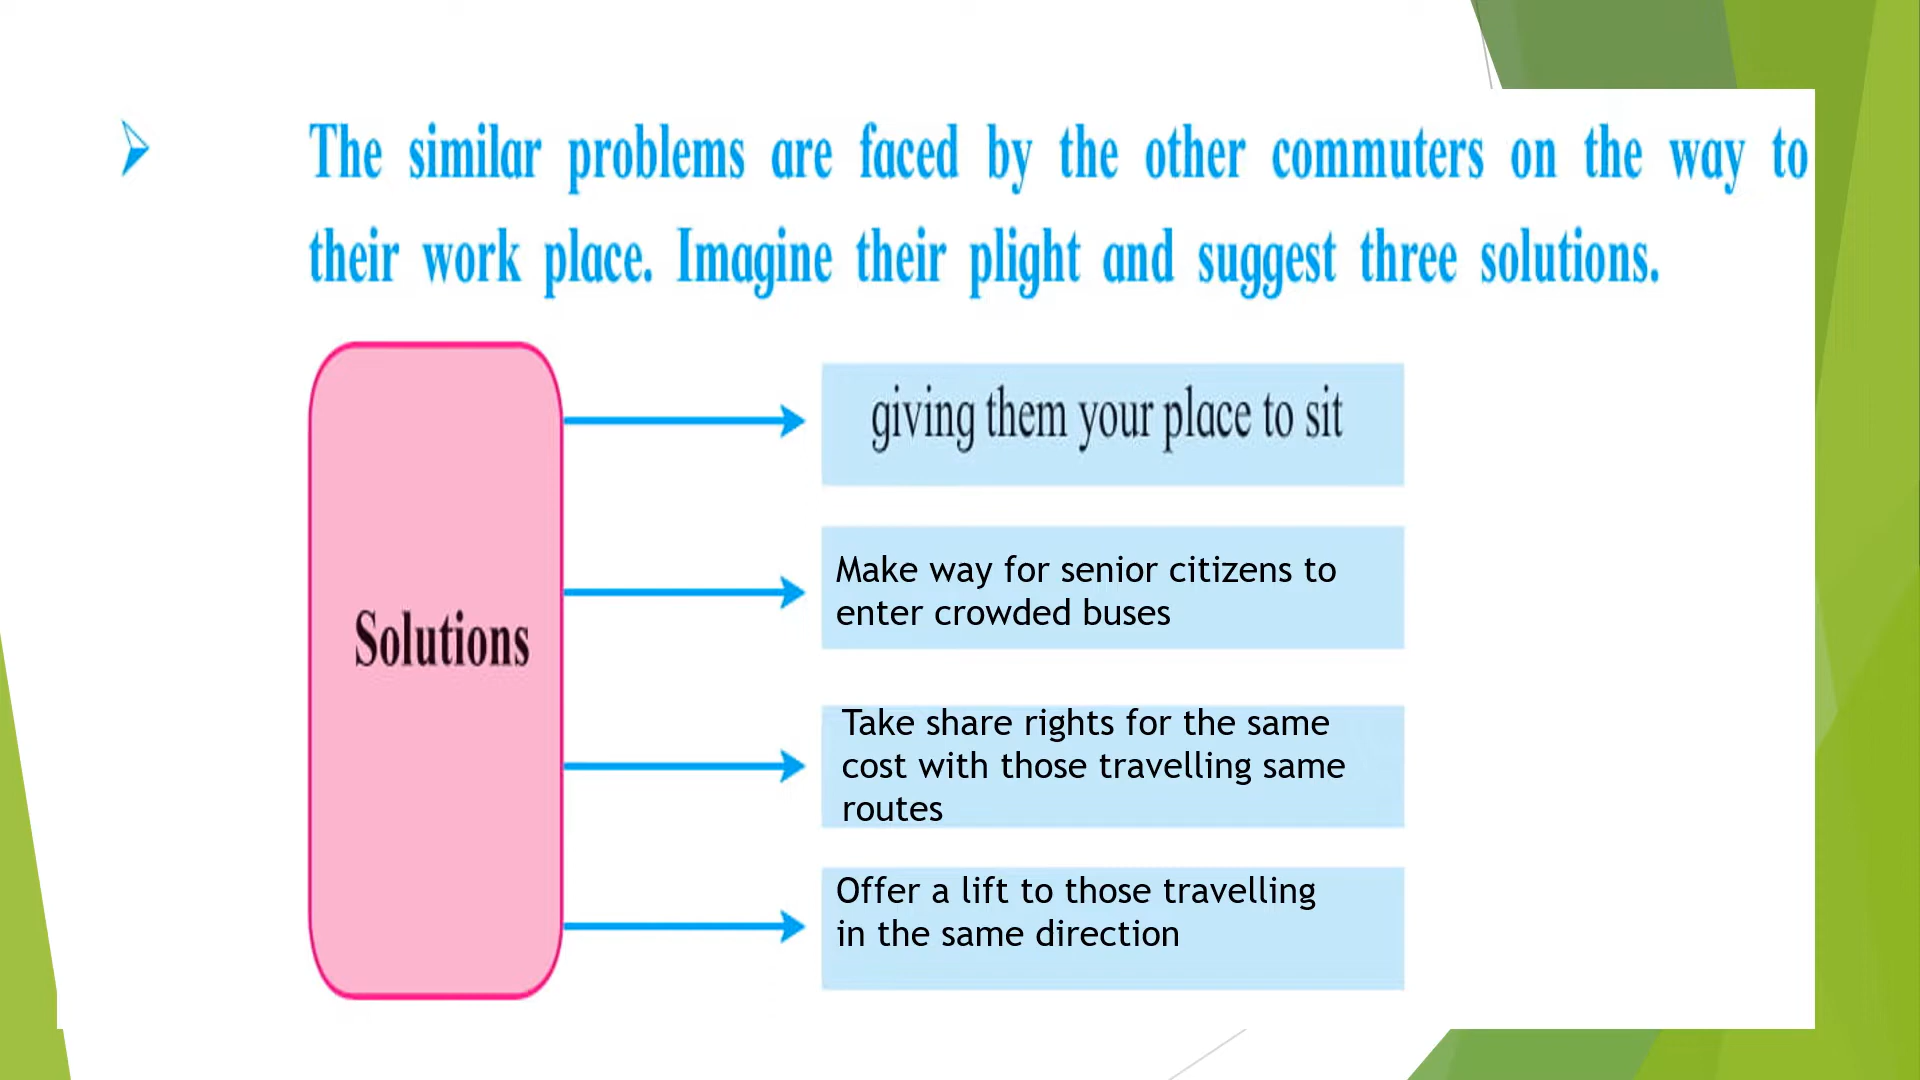 The similar problems are faced by the other commuters on the way to
their work place. Imagine their plight and suggest three solutions.
Solutions
giving them your place to sit
Make way for senior citizens to
enter crowded buses
Take share rights for the same
cost with those travelling same
routes
Offer a lift to those travelling
in the same direction